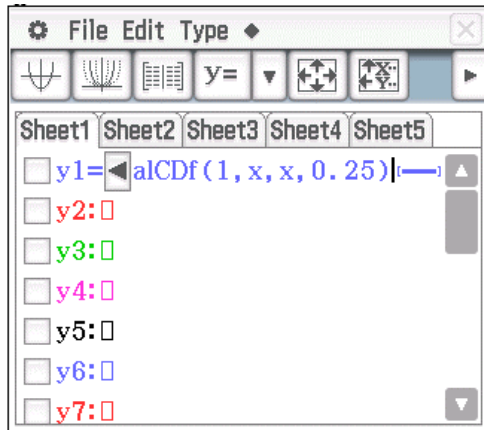 File Edit Type ◆
y=
Sheet1 Sheet2 Sheet3 Sheet4 Sheet5
y1=◀alCDf(1,x,x,0.25)
y2:▯
y3:▯
y4:▯
y5:▯
y6:▯
y7:▯